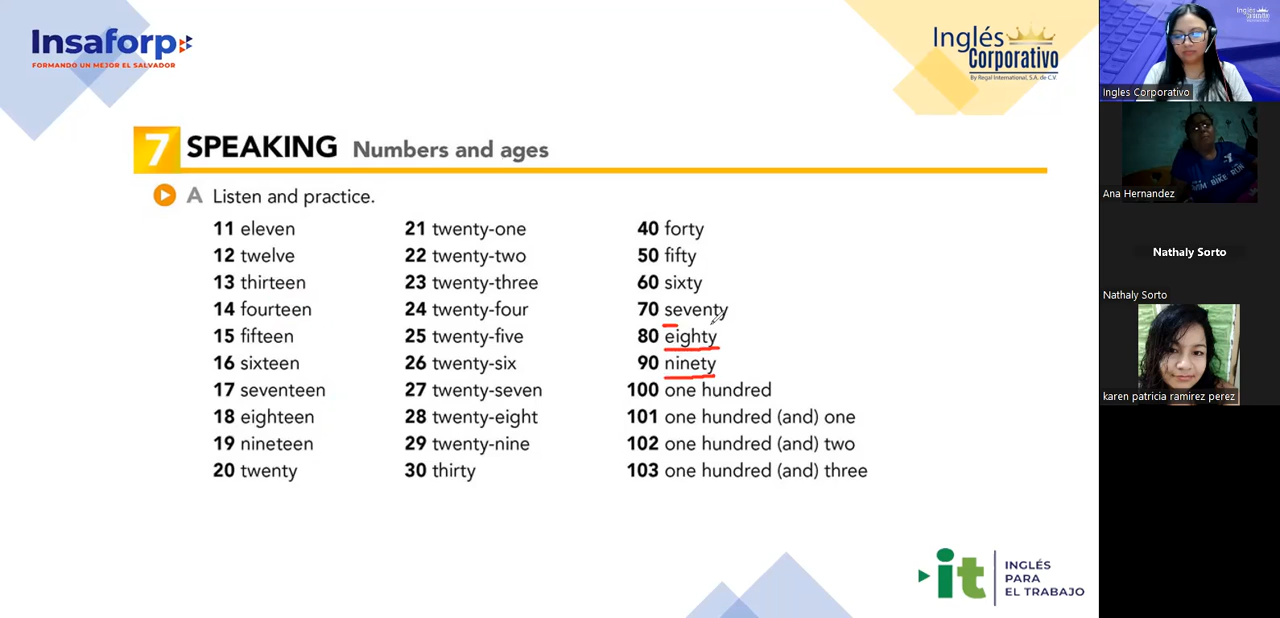 Insaforp
FORMANDO UN MEJOR EL SALVADOR
Inglés
Corporativo
By Regal International, S.A. de C.V.
7 SPEAKING Numbers and ages
A Listen and practice.
11 eleven
12 twelve
13 thirteen
14 fourteen
15 fifteen
16 sixteen
17 seventeen
18 eighteen
19 nineteen
20 twenty
21 twenty-one
22 twenty-two
23 twenty-three
24 twenty-four
25 twenty-five
26 twenty-six
27 twenty-seven
28 twenty-eight
29 twenty-nine
30 thirty
40 forty
50 fifty
60 sixty
70 seventy
80 eighty
90 ninety
100 one hundred
101 one hundred (and) one
102 one hundred (and) two
103 one hundred (and) three
it
INGLÉS
PARA
EL TRABAJO
Inglés
Ingles Corporativo
BIKE RUN
Ana Hernandez
Nathaly Sorto
Nathaly Sorto
karen patricia ramirez perez